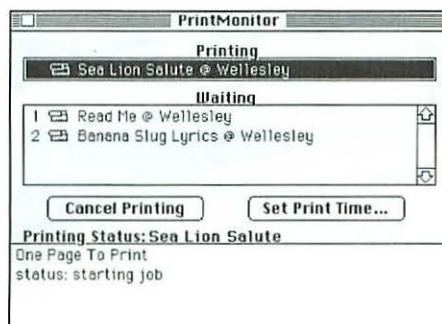 PrintMonitor
Printing
Sea Lion Salute @ Wellesley
Waiting
1 Read Me @ Wellesley
2 Banana Slug Lyrics @ Wellesley
Cancel Printing Set Print Time...
Printing Status: Sea Lion Salute
One Page To Print
status: starting job